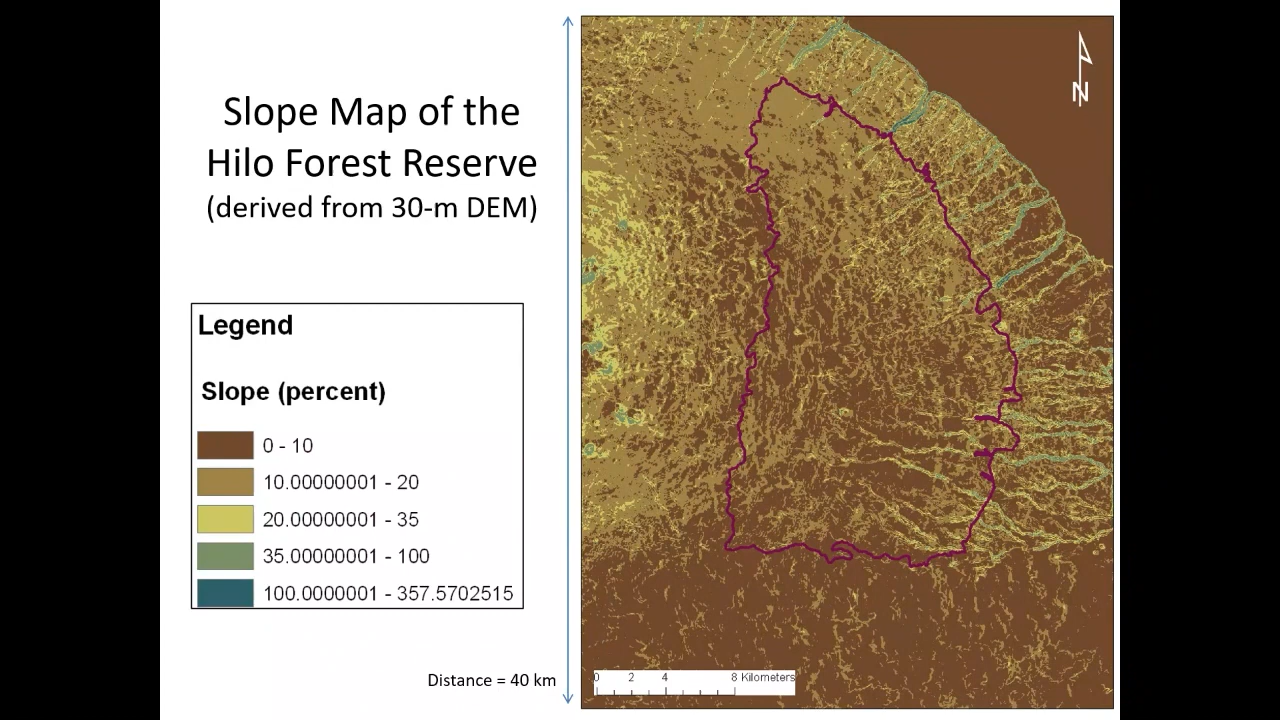 Slope Map of the
Hilo Forest Reserve
(derived from 30-m DEM)
Legend
Slope (percent)
0 - 10
10.00000001 - 20
20.00000001 - 35
35.00000001 - 100
100.0000001 - 357.5702515
Distance = 40 km
N
0 2 4 8 Kilometers